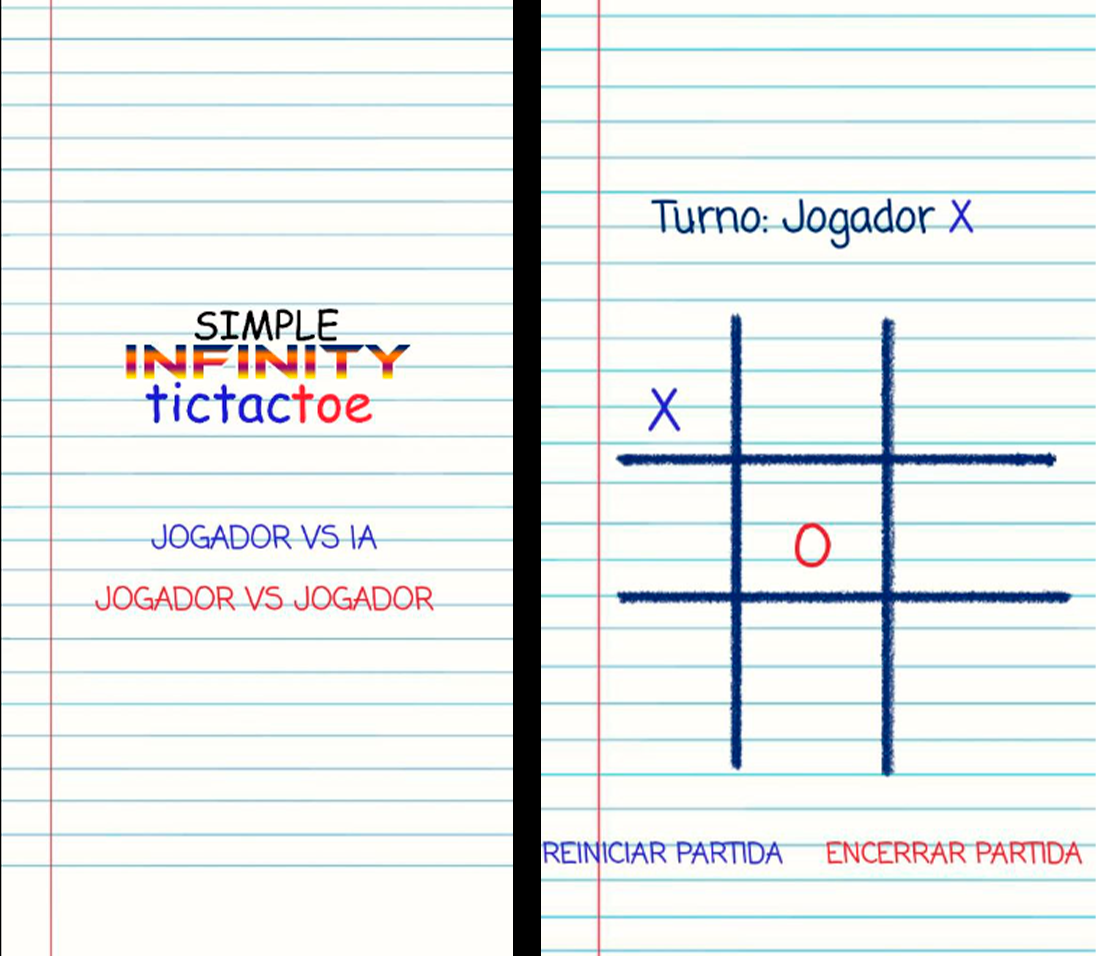 SIMPLE
INFINITY
tictactoe
JOGADOR VS IA
JOGADOR VS JOGADOR
Turno: Jogador X
X
O
REINICIAR PARTIDA ENCERRAR PARTIDA